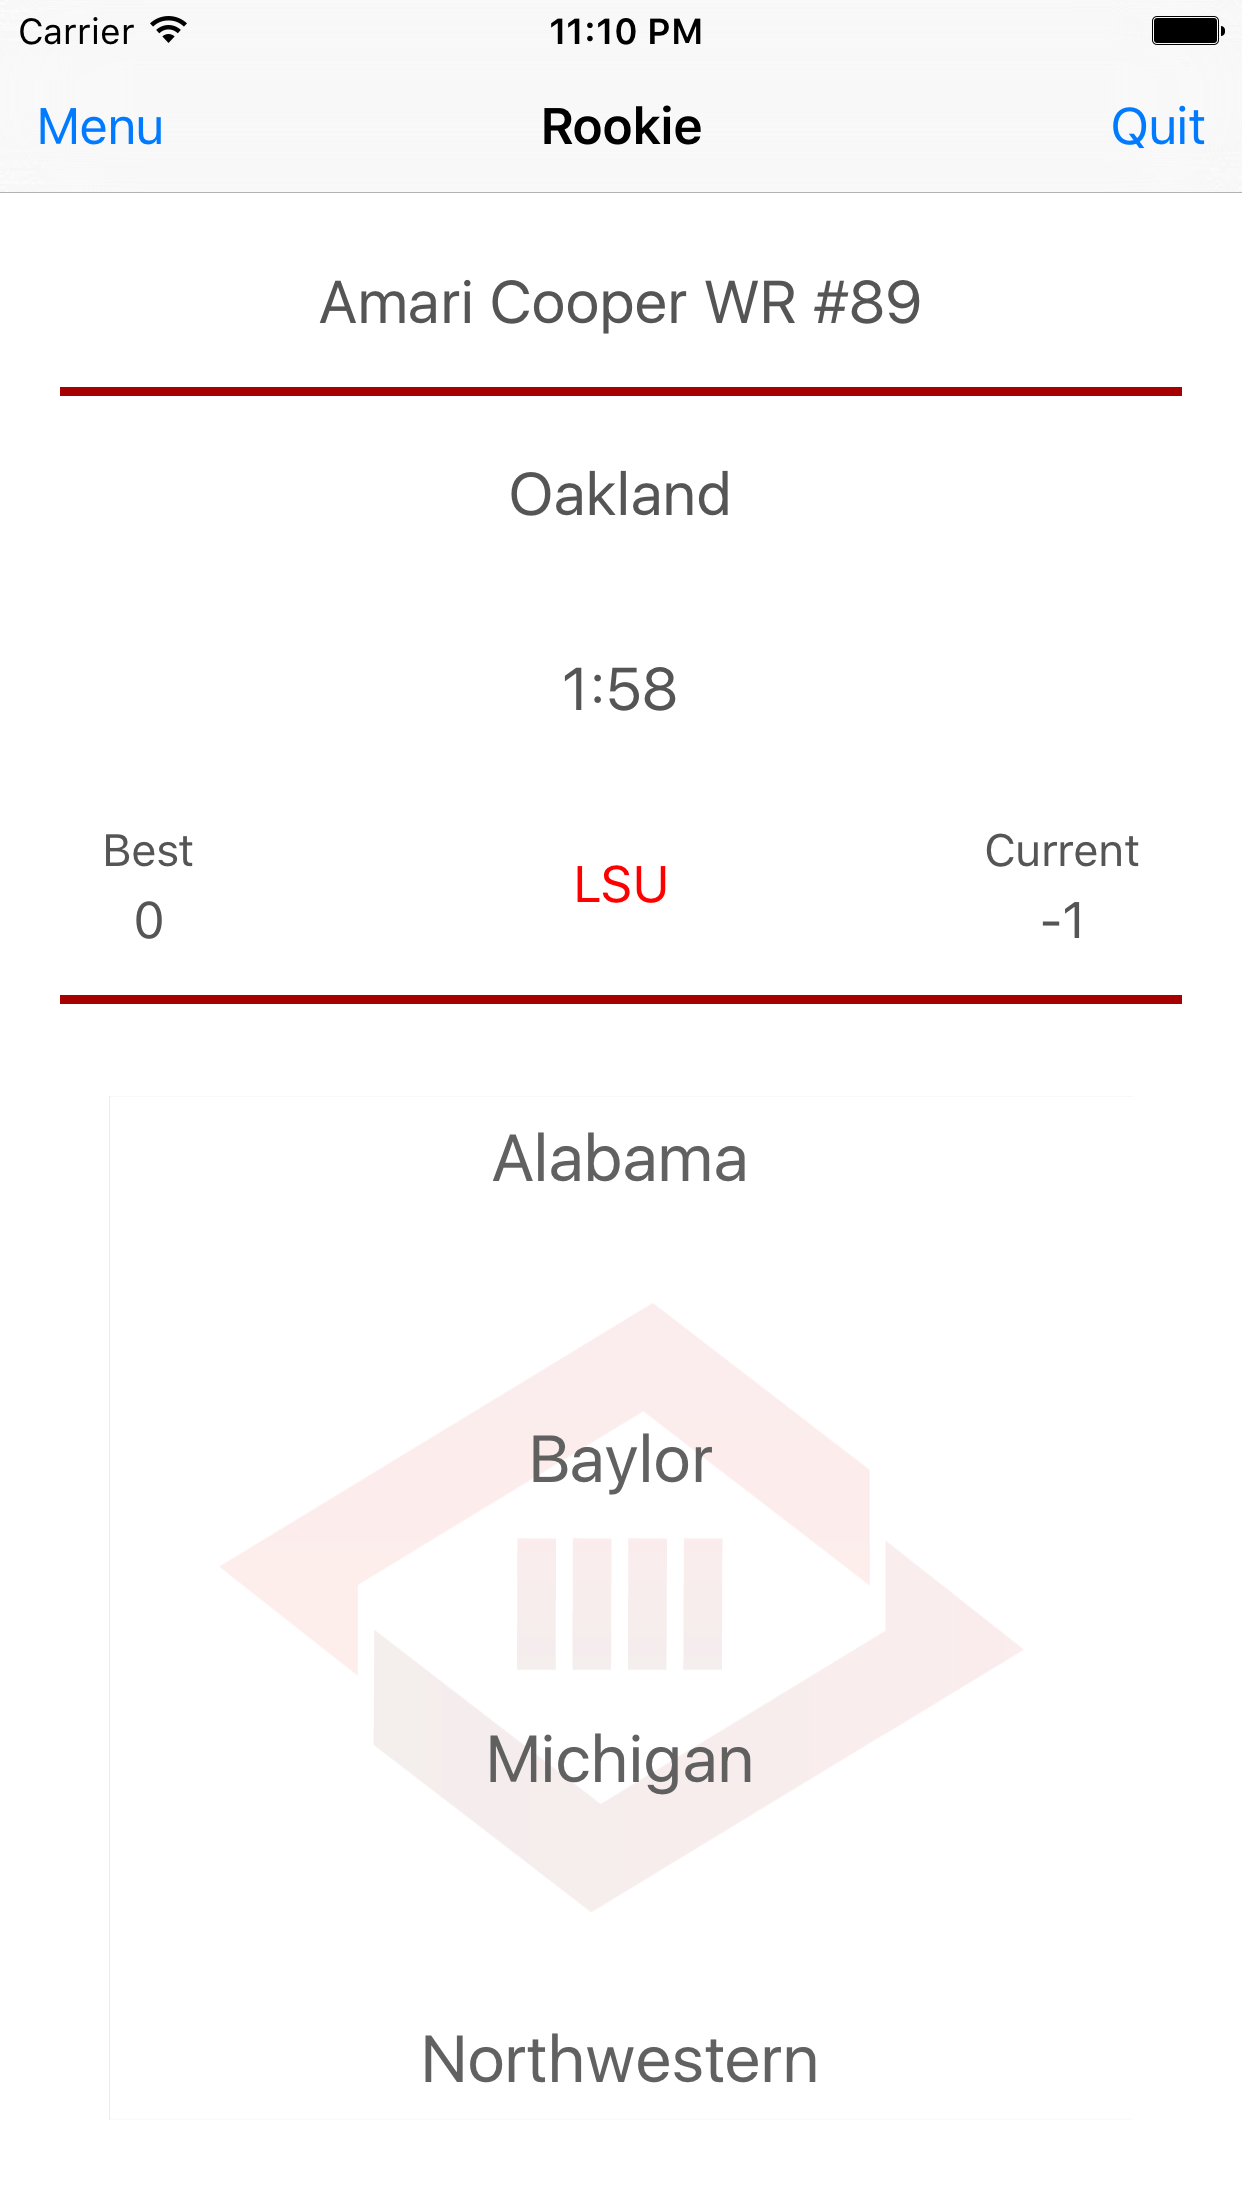 Carrier 11:10 PM
Menu Rookie Quit
Amari Cooper WR #89
Oakland
1:58
Best LSU Current
0 -1
Alabama
Baylor
Michigan
Northwestern